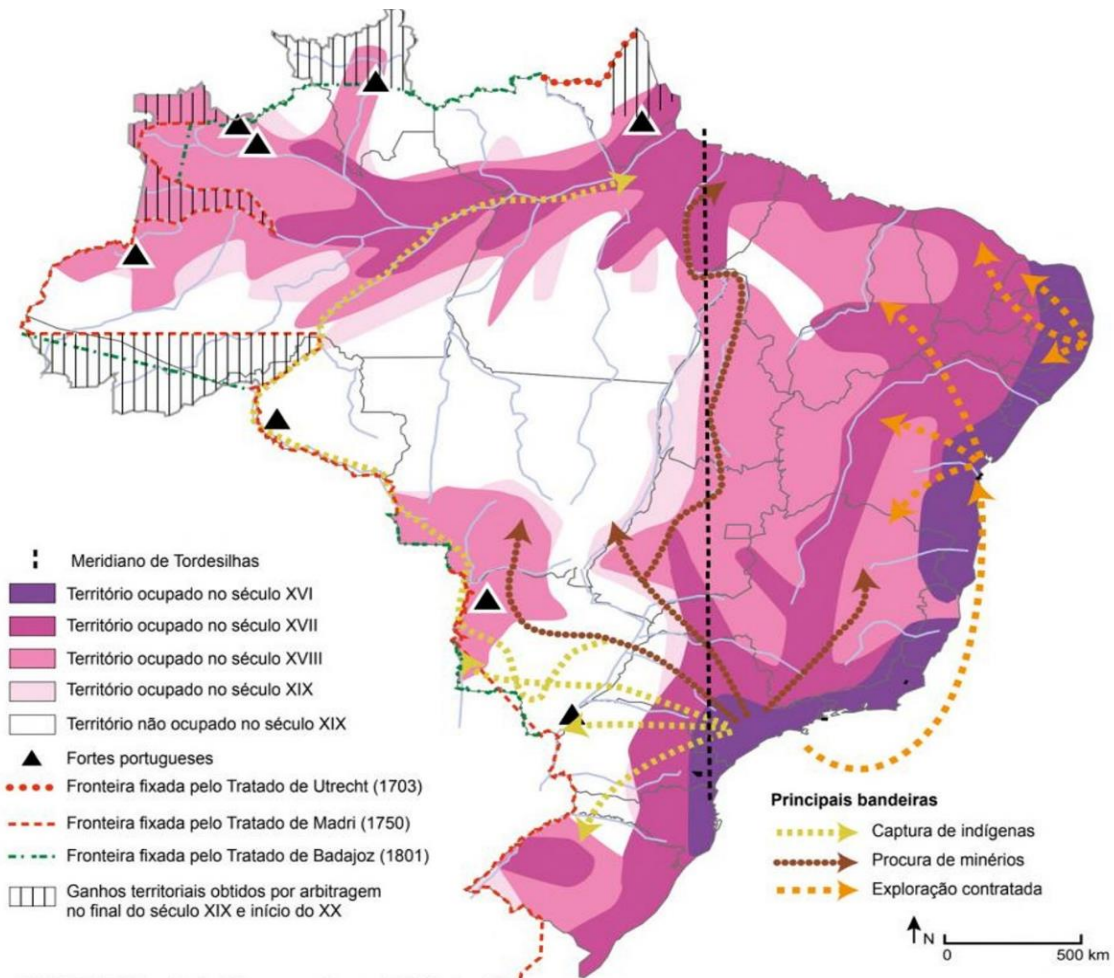 Meridiano de Tordesilhas
Território ocupado no século XVI
Território ocupado no século XVII
Território ocupado no século XVIII
Território ocupado no século XIX
Território não ocupado no século XIX
Fortes portugueses
Fronteira fixada pelo Tratado de Utrecht (1703)
Fronteira fixada pelo Tratado de Madri (1750)
Fronteira fixada pelo Tratado de Badajoz (1801)
Ganhos territoriais obtidos por arbitragem
no final do século XIX e início do XX
Principais bandeiras
Captura de indígenas
Procura de minérios
Exploração contratada
N
0 500 km